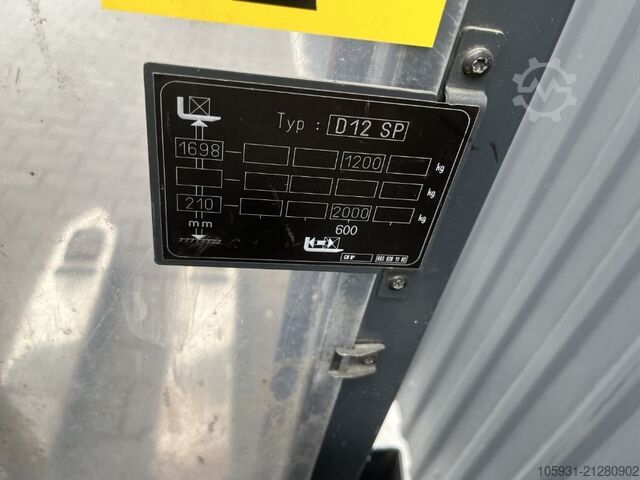 Typ : D12 SP
1698 1200 kg
kg
210 2000 kg
mm 600
105931-21280902